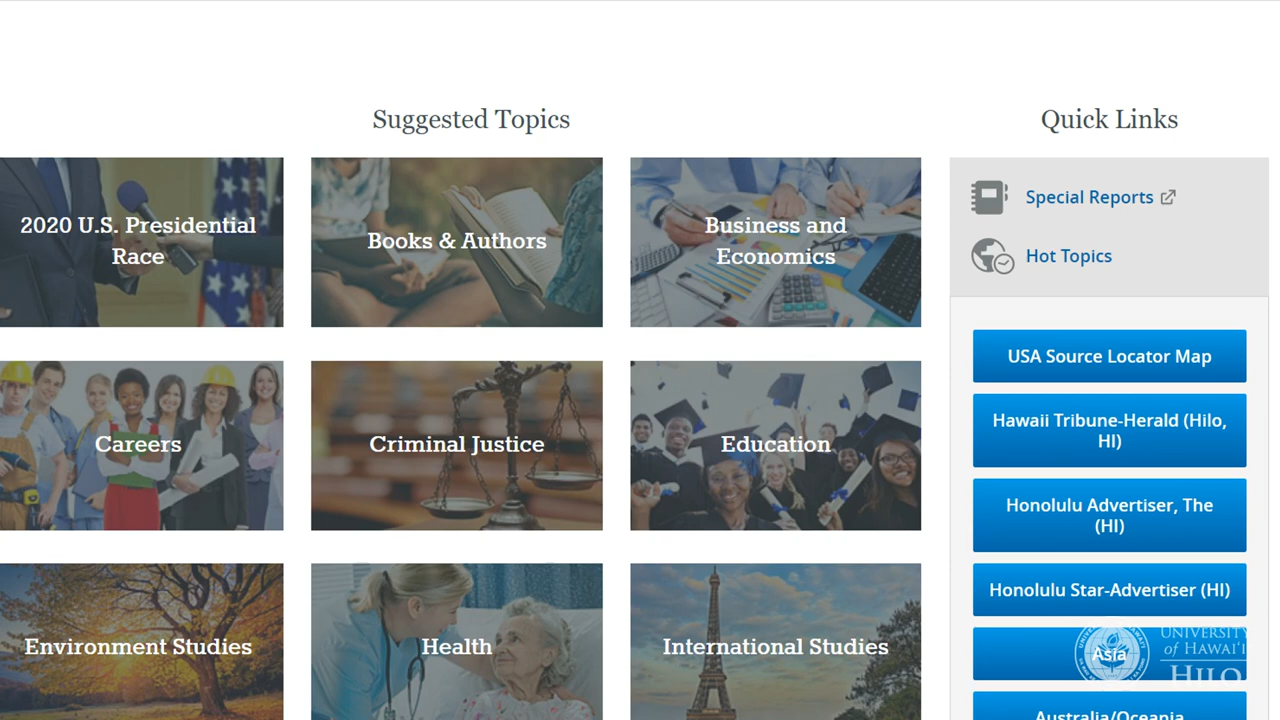 Suggested Topics
Quick Links
2020 U.S. Presidential
Race
Books & Authors
Business and
Economics
Special Reports
Hot Topics
USA Source Locator Map
Careers
Criminal Justice
Education
Hawaii Tribune-Herald (Hilo,
HI)
Honolulu Advertiser, The
(HI)
Honolulu Star-Advertiser (HI)
Environment Studies
Health
International Studies
Asia
UNIVERSITY
of HAWAI'I
HILO
Australia/Oceania